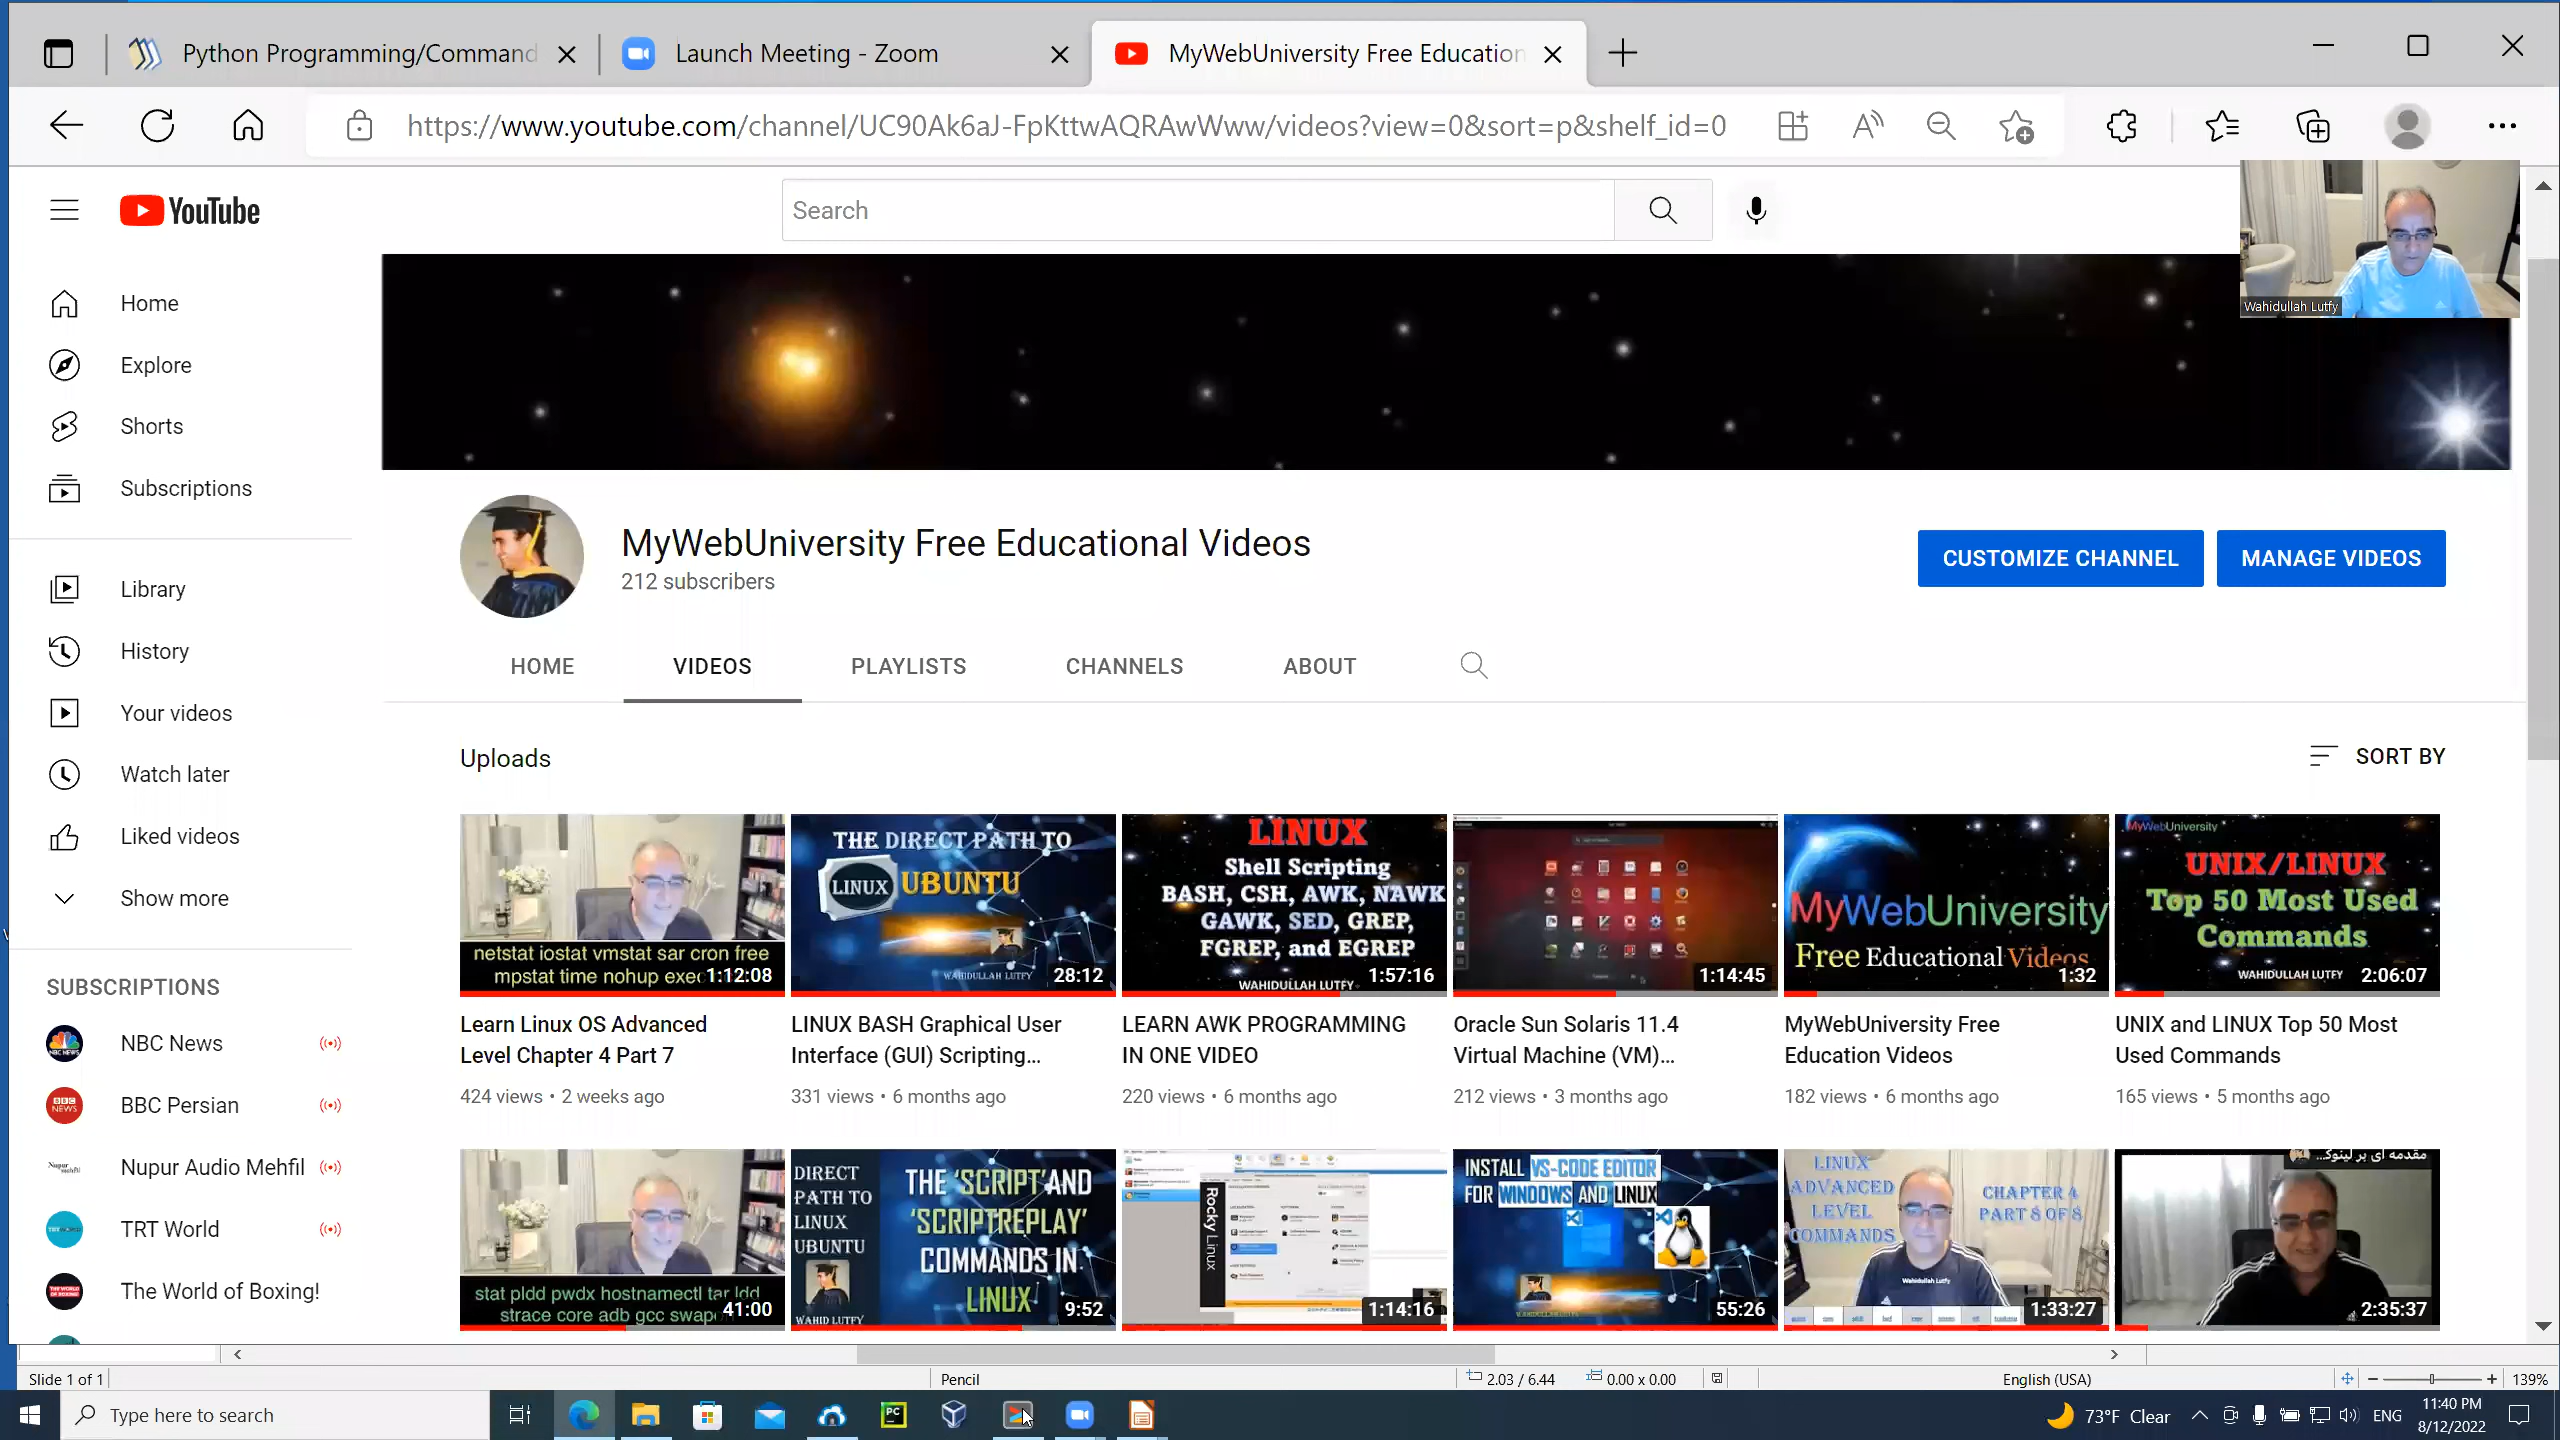 Python Programming/Command
Launch Meeting - Zoom
MyWebUniversity Free Education
https://www.youtube.com/channel/UC90Ak6aJ-FpKttwAQRAwWww/videos?view=0&sort=p&shelf_id=0
YouTube
Search
Wahidullah Lutfy
Home
Explore
Shorts
Subscriptions
Library
History
Your videos
Watch later
Liked videos
Show more
SUBSCRIPTIONS
NBC News
BBC Persian
Nupur Audio Mehfil
TRT World
The World of Boxing!
MyWebUniversity Free Educational Videos
212 subscribers
CUSTOMIZE CHANNEL
MANAGE VIDEOS
HOME VIDEOS PLAYLISTS CHANNELS ABOUT
Uploads
SORT BY
netstat iostat vmstat sar cron free
mpstat time nohup exec
1:12:08
Learn Linux OS Advanced
Level Chapter 4 Part 7
424 views • 2 weeks ago
THE DIRECT PATH TO
LINUX UBUNTU
WAHIDULLAH LUTFY
28:12
LINUX BASH Graphical User
Interface (GUI) Scripting...
331 views • 6 months ago
LINUX
Shell Scripting
BASH, CSH, AWK, NAWK
GAWK, SED, GREP,
FGREP, and EGREP
WAHIDULLAH LUTFY
1:57:16
LEARN AWK PROGRAMMING
IN ONE VIDEO
220 views • 6 months ago
1:14:45
Oracle Sun Solaris 11.4
Virtual Machine (VM)...
212 views • 3 months ago
MyWebUniversity
Free Educational Videos
1:32
MyWebUniversity Free
Education Videos
182 views • 6 months ago
MyWebUniversity
UNIX/LINUX
Top 50 Most Used
Commands
WAHIDULLAH LUTFY
2:06:07
UNIX and LINUX Top 50 Most
Used Commands
165 views • 5 months ago
stat pldd pwdx hostnamectl tar ldd
strace core adb gcc swap
41:00
DIRECT
PATH TO
LINUX
UBUNTU
WAHID LUTFY
THE 'SCRIPT' AND
'SCRIPTREPLAY'
COMMANDS IN
LINUX
9:52
Rocky Linux
1:14:16
INSTALL VS-CODE EDITOR
FOR WINDOWS AND LINUX
55:26
LINUX
ADVANCED
LEVEL
COMMANDS
CHAPTER 4
PART 8 OF 8
Wahidullah Lutfy
1:33:27
مقدمه ای بر لینوک...
2:35:37
Slide 1 of 1
Pencil
2.03 / 6.44
0.00 x 0.00
English (USA)
139%
Type here to search
73°F Clear
ENG
11:40 PM
8/12/2022